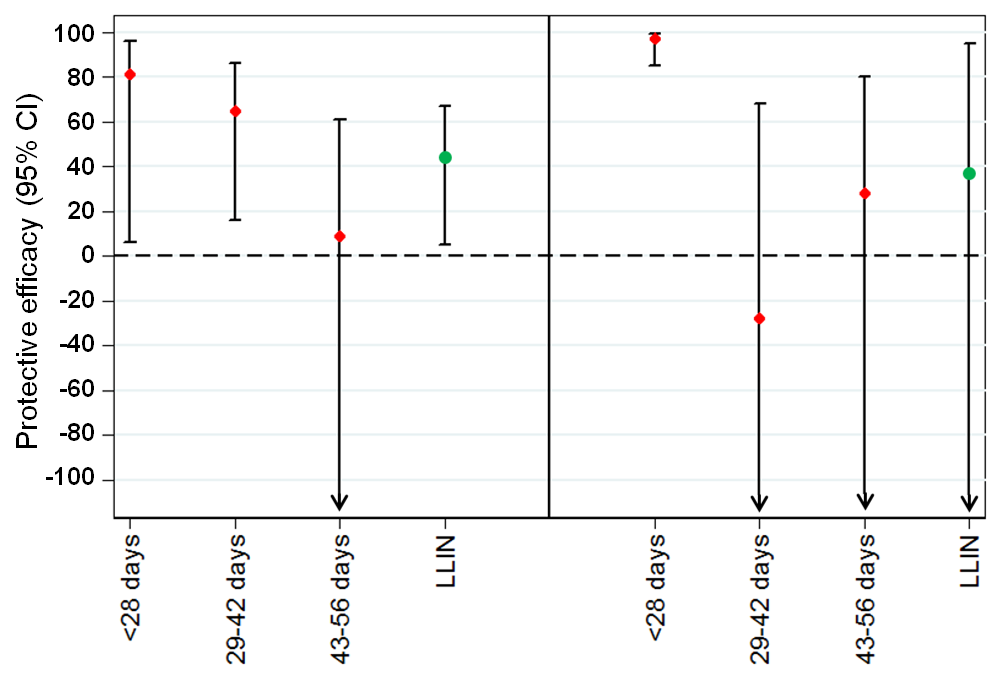 Protective efficacy (95% CI)
100
80
60
40
20
0
-20
-40
-60
-80
-100
<28 days
29-42 days
43-56 days
LLIN
<28 days
29-42 days
43-56 days
LLIN